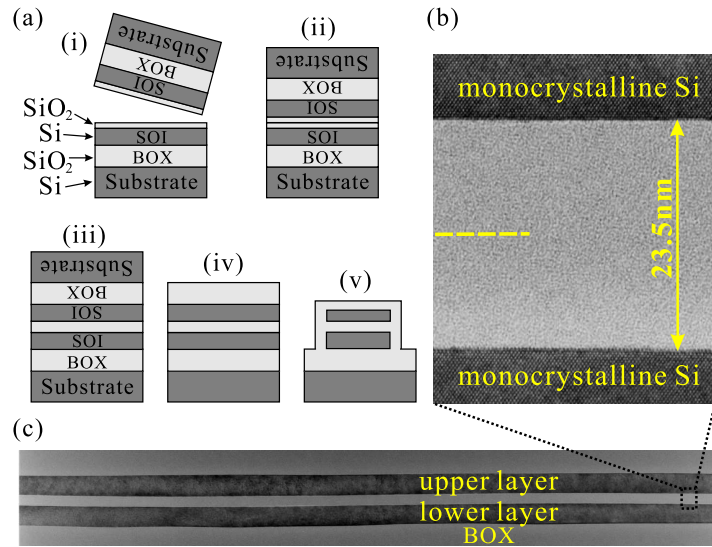 (a)
(i)
Substrate
BOX
SOI
SiO2
Si
SiO2
Si
SOI
BOX
Substrate
(ii)
Substrate
BOX
SOI
SOI
BOX
Substrate
(iii)
Substrate
BOX
SOI
SOI
BOX
Substrate
(iv)
(v)
(b)
monocrystalline Si
23.5nm
monocrystalline Si
(c)
upper layer
lower layer
BOX